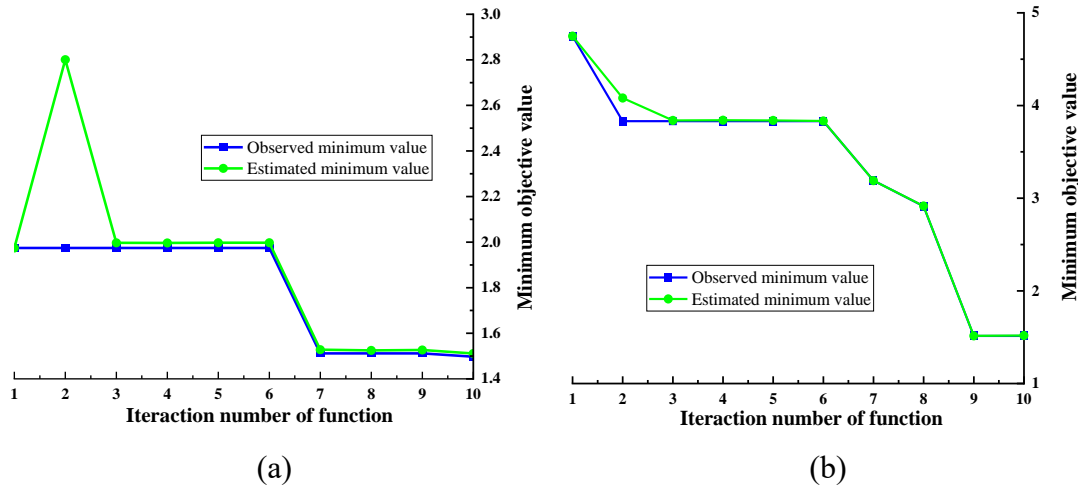 3.0
2.8
2.6
2.4
2.2
2.0
1.8
1.6
1.4
Minimum objective value
Observed minimum value
Estimated minimum value
1 2 3 4 5 6 7 8 9 10
Iteraction number of function
(a)
5
4
3
2
1
Minimum objective value
Observed minimum value
Estimated minimum value
1 2 3 4 5 6 7 8 9 10
Iteraction number of function
(b)